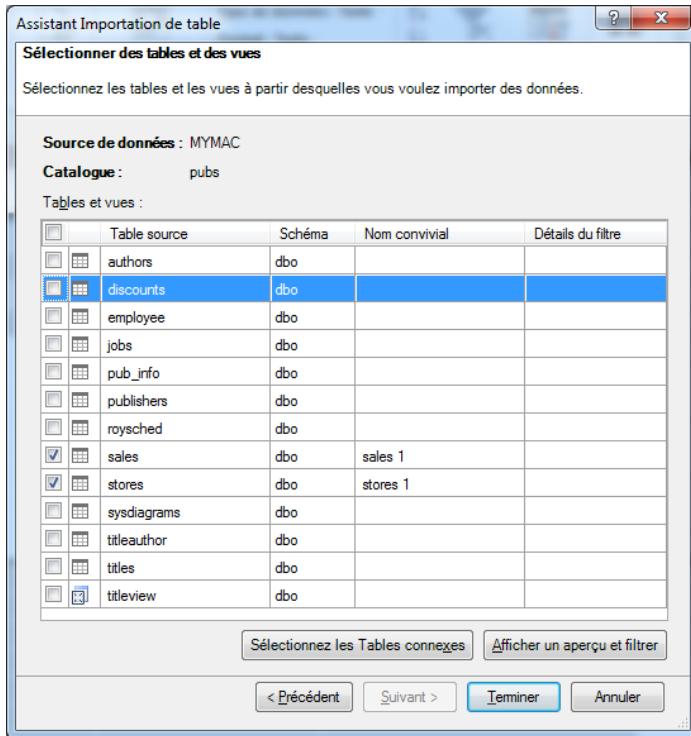 Assistant Importation de table
Sélectionner des tables et des vues
Sélectionnez les tables et les vues à partir desquelles vous voulez importer des données.
Source de données : MYMAC
Catalogue : pubs
Tables et vues :
Table source Schéma Nom convivial Détails du filtre
authors dbo
discounts dbo
employee dbo
jobs dbo
pub_info dbo
publishers dbo
roysched dbo
sales dbo sales 1
stores dbo stores 1
sysdiagrams dbo
titleauthor dbo
titles dbo
titleview dbo
Sélectionnez les Tables connexes Afficher un aperçu et filtrer
< Précédent Suivant > Terminer Annuler